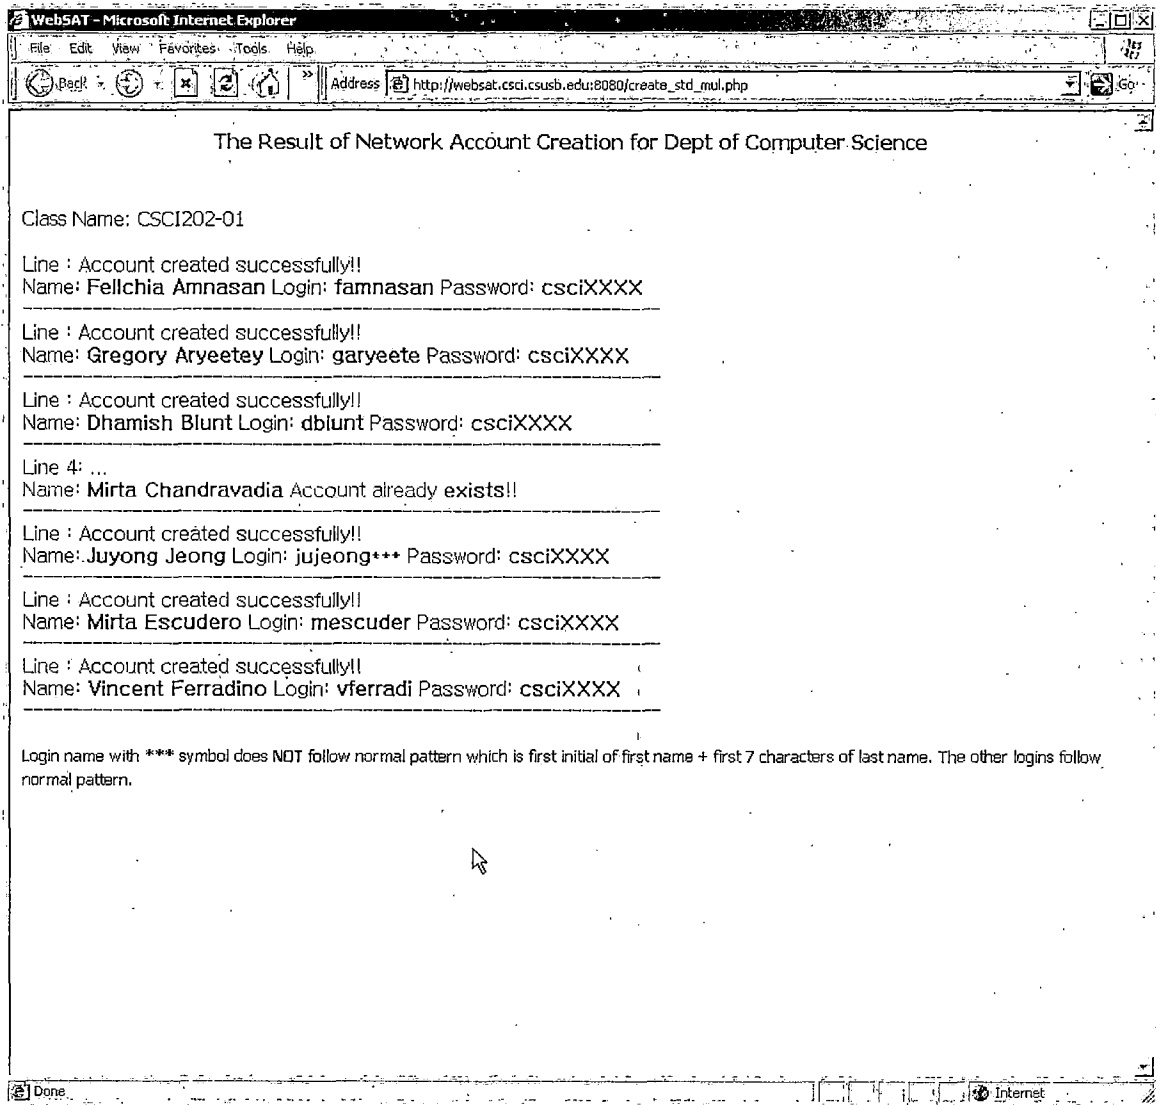 WebSAT - Microsoft Internet Explorer
File Edit View Favorites Tools Help
Back » Address http://websat.csci.csusb.edu:8080/create_std_mul.php Go
The Result of Network Account Creation for Dept of Computer Science
Class Name: CSCI202-01
Line : Account created successfully!!
Name: Fellchia Amnasan Login: famnasan Password: csciXXXX
------------------------------------------------------------
Line : Account created successfully!!
Name: Gregory Aryeetey Login: garyeete Password: csciXXXX
------------------------------------------------------------
Line : Account created successfully!!
Name: Dhamish Blunt Login: dblunt Password: csciXXXX
------------------------------------------------------------
Line 4: ...
Name: Mirta Chandravadia Account already exists!!
------------------------------------------------------------
Line : Account created successfully!!
Name: Juyong Jeong Login: jujeong*** Password: csciXXXX
------------------------------------------------------------
Line : Account created successfully!!
Name: Mirta Escudero Login: mescuder Password: csciXXXX
------------------------------------------------------------
Line : Account created successfully!!
Name: Vincent Ferradino Login: vferradi Password: csciXXXX
------------------------------------------------------------
Login name with *** symbol does NOT follow normal pattern which is first initial of first name + first 7 characters of last name. The other logins follow
normal pattern.
Done Internet